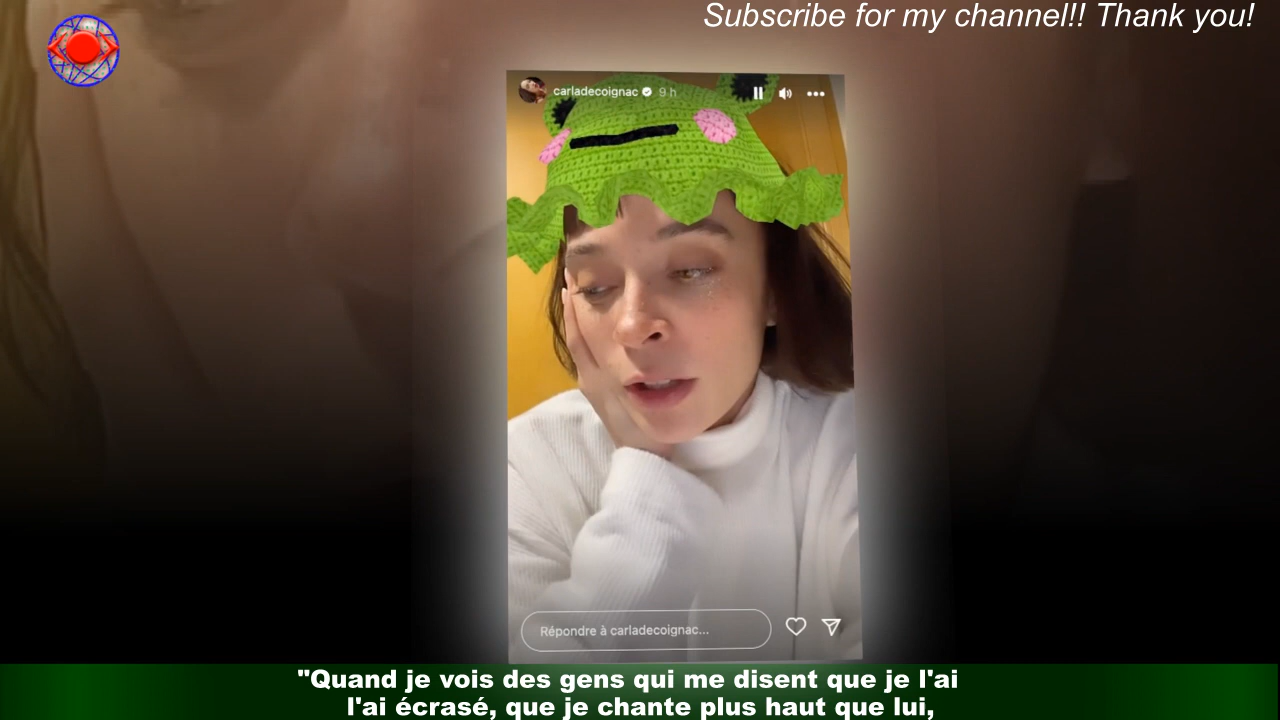 Subscribe for my channel!! Thank you!
carladecoignac 9 h
Répondre à carladecoignac...
"Quand je vois des gens qui me disent que je l'ai
l'ai écrasé, que je chante plus haut que lui,